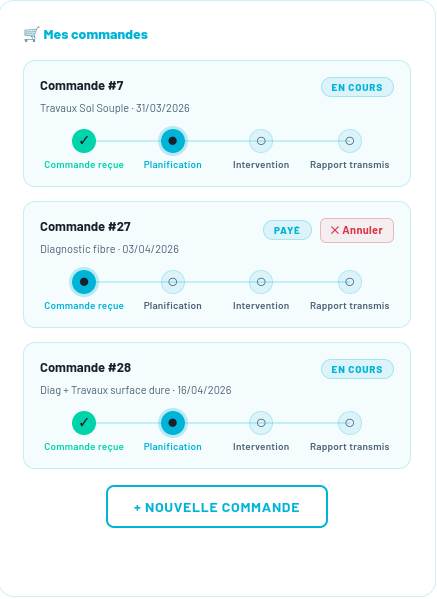 🛒 Mes commandes
Commande #7
EN COURS
Travaux Sol Souple · 31/03/2026
✓
Commande reçue Planification Intervention Rapport transmis
Commande #27
PAYÉ
✕ Annuler
Diagnostic fibre · 03/04/2026
Commande reçue Planification Intervention Rapport transmis
Commande #28
EN COURS
Diag + Travaux surface dure · 16/04/2026
✓
Commande reçue Planification Intervention Rapport transmis
+ NOUVELLE COMMANDE